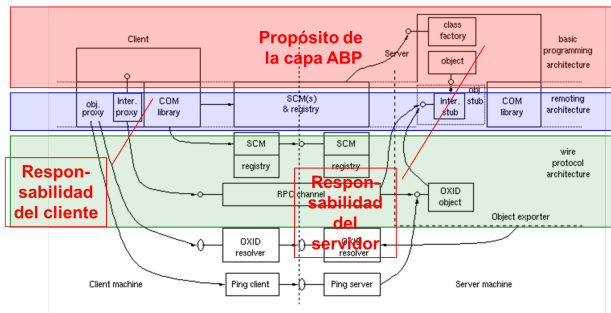 Client
Propósito de
la capa ABP
Server
class
factory
object
basic
programming
architecture
obj.
proxy
Inter.
proxy
COM
library
SCM(s)
& registry
Inter.
stub
obj
stub
COM
library
remoting
architecture
SCM
registry
SCM
registry
wire
protocol
architecture
Respon-
sabilidad
del cliente
RPC channel
Respon-
sabilidad
del
servidor
OXID
object
Object exporter
OXID
resolver
OXID
resolver
Client machine
Ping client
Ping server
Server machine